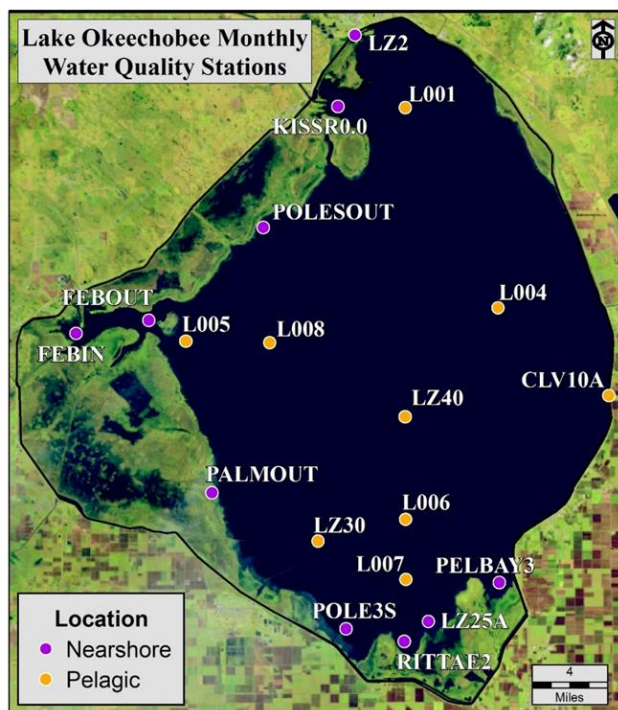 Lake Okeechobee Monthly
Water Quality Stations
N
LZ2
L001
KISSR0.0
POLESOUT
FEBOUT
L004
FEBIN
L005
L008
CLV10A
LZ40
PALMOUT
L006
LZ30
L007
PELBAY3
POLE3S
LZ25A
RITTAE2
Location
Nearshore
Pelagic
4
Miles